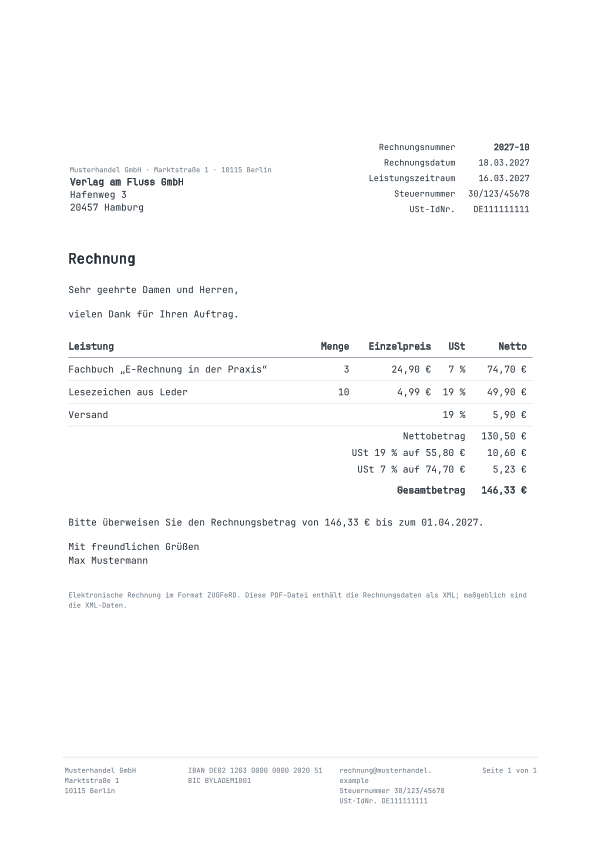 Rechnungsnummer 2027-10
Rechnungsdatum 18.03.2027
Leistungszeitraum 16.03.2027
Steuernummer 30/123/45678
USt-IdNr. DE111111111
Musterhandel GmbH · Marktstraße 1 · 10115 Berlin
Verlag am Fluss GmbH
Hafenweg 3
20457 Hamburg
Rechnung
Sehr geehrte Damen und Herren,
vielen Dank für Ihren Auftrag.
Leistung Menge Einzelpreis USt Netto
Fachbuch „E-Rechnung in der Praxis“ 3 24,90 € 7 % 74,70 €
Lesezeichen aus Leder 10 4,99 € 19 % 49,90 €
Versand 19 % 5,90 €
Nettobetrag 130,50 €
USt 19 % auf 55,80 € 10,60 €
USt 7 % auf 74,70 € 5,23 €
Gesamtbetrag 146,33 €
Bitte überweisen Sie den Rechnungsbetrag von 146,33 € bis zum 01.04.2027.
Mit freundlichen Grüßen
Max Mustermann
Elektronische Rechnung im Format ZUGFeRD. Diese PDF-Datei enthält die Rechnungsdaten als XML; maßgeblich sind
die XML-Daten.
Musterhandel GmbH
Marktstraße 1
10115 Berlin
IBAN DE02 1203 0000 0000 2020 51
BIC BYLADEM1001
rechnung@musterhandel.
example
Steuernummer 30/123/45678
USt-IdNr. DE111111111
Seite 1 von 1